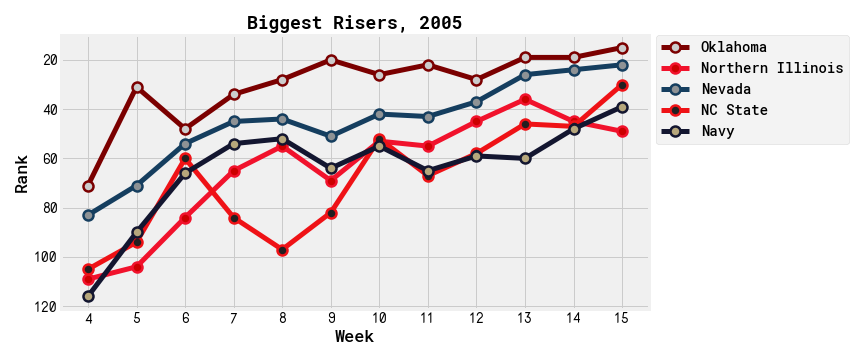 Biggest Risers, 2005
Oklahoma
Northern Illinois
Nevada
NC State
Navy
Rank
20
40
60
80
100
120
4 5 6 7 8 9 10 11 12 13 14 15
Week